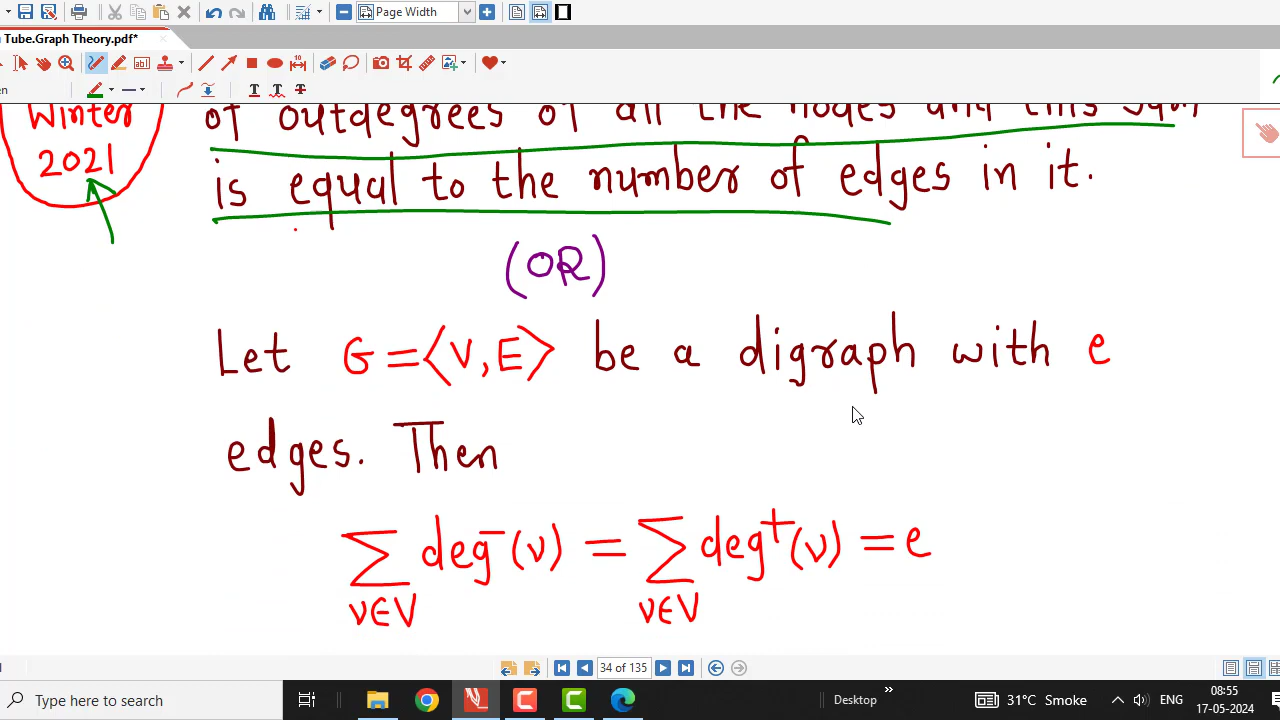 Page Width
Tube.Graph Theory.pdf*
Winter
2021
of outdegrees of all the nodes and this sum
is equal to the number of edges in it.
(OR)
Let G = ⟨V, E⟩ be a digraph with e
edges. Then
∑ deg⁻(v) = ∑ deg⁺(v) = e
v∈V v∈V
34 of 135
Type here to search
Desktop
31°C Smoke
ENG
08:55
17-05-2024